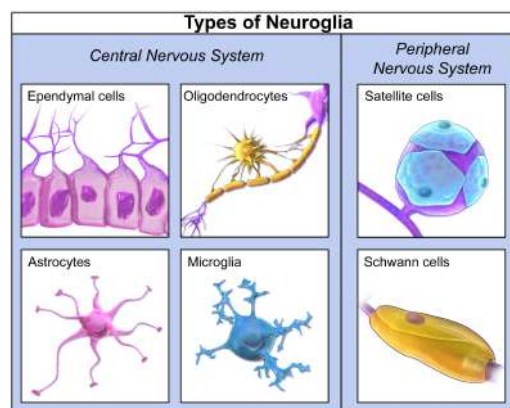 Types of Neuroglia
Central Nervous System
Peripheral
Nervous System
Ependymal cells
Oligodendrocytes
Satellite cells
Astrocytes
Microglia
Schwann cells